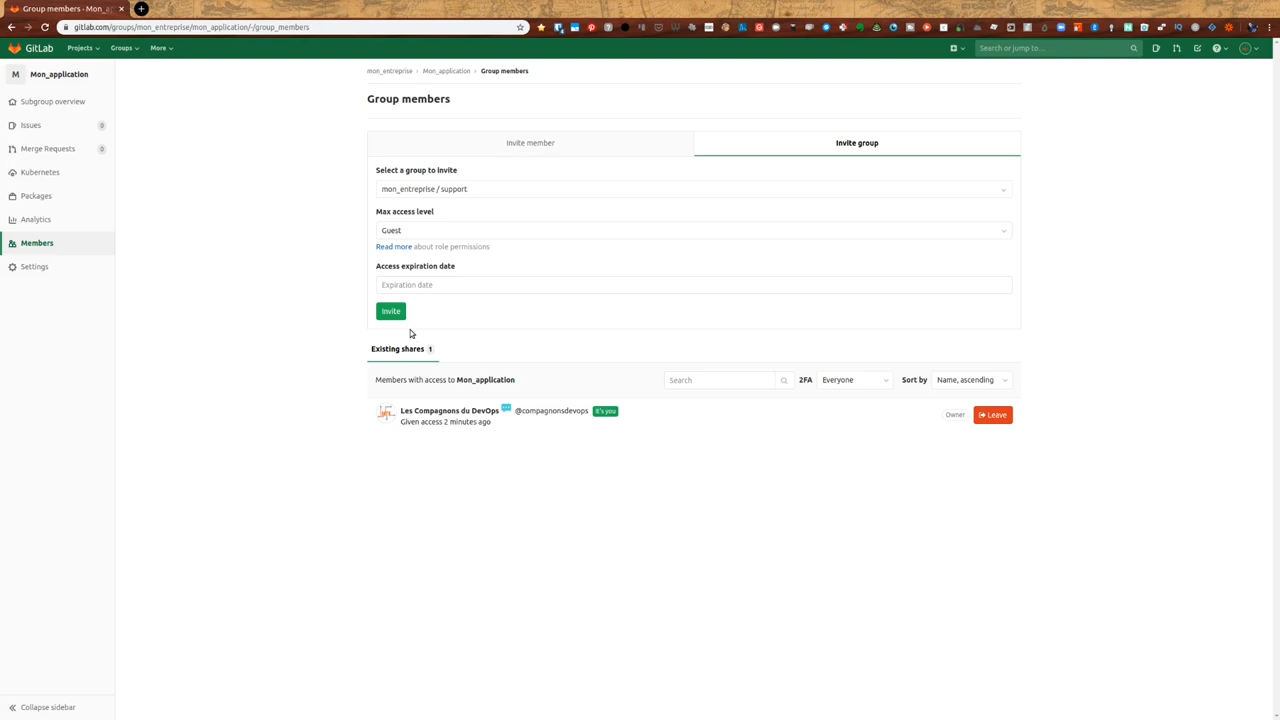 Group members - Mon_ap
gitlab.com/groups/mon_entreprise/mon_application/-/group_members
GitLab
Projects
Groups
More
Search or jump to...
M
Mon_application
Subgroup overview
Issues
0
Merge Requests
0
Kubernetes
Packages
Analytics
Members
Settings
Collapse sidebar
mon_entreprise › Mon_application › Group members
Group members
Invite member
Invite group
Select a group to invite
mon_entreprise / support
Max access level
Guest
Read more about role permissions
Access expiration date
Expiration date
Invite
Existing shares 1
Members with access to Mon_application
Search
2FA
Everyone
Sort by
Name, ascending
Les Compagnons du DevOps @compagnonsdevops It's you
Given access 2 minutes ago
Owner
Leave